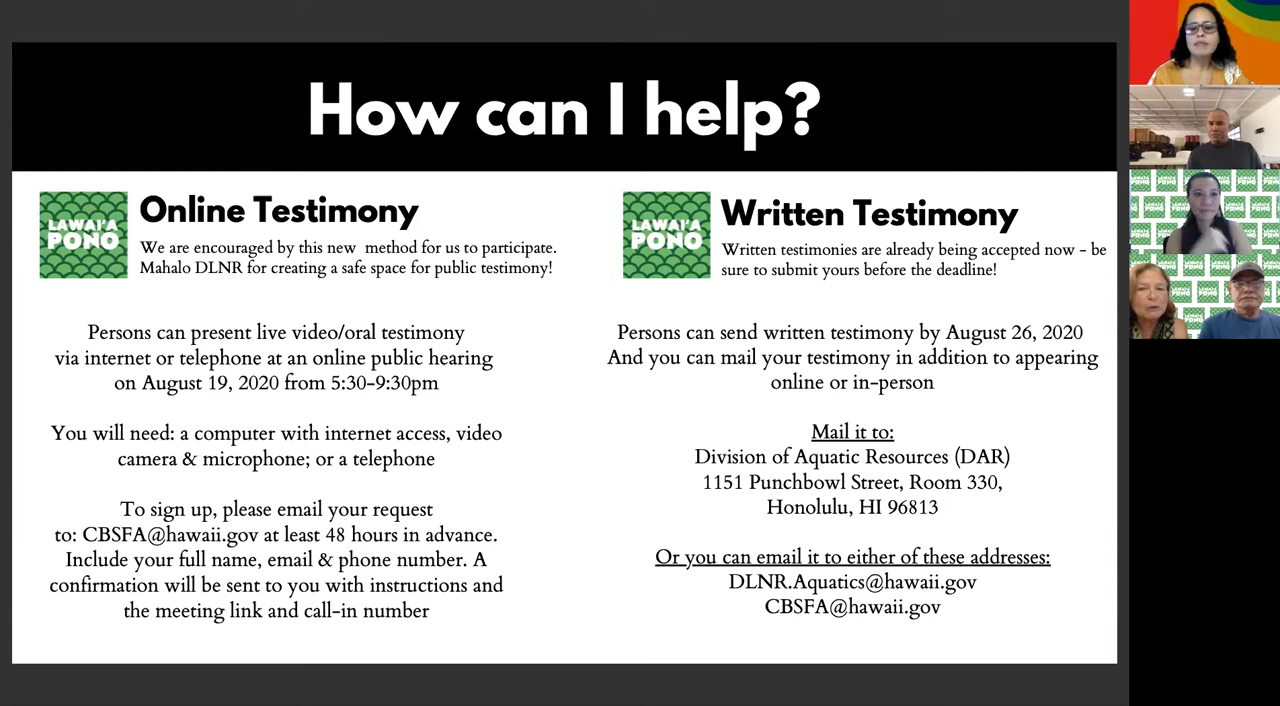 How can I help?
LAWAI'A
PONO
Online Testimony
We are encouraged by this new method for us to participate.
Mahalo DLNR for creating a safe space for public testimony!
Persons can present live video/oral testimony
via internet or telephone at an online public hearing
on August 19, 2020 from 5:30-9:30pm
You will need: a computer with internet access, video
camera & microphone; or a telephone
To sign up, please email your request
to: CBSFA@hawaii.gov at least 48 hours in advance.
Include your full name, email & phone number. A
confirmation will be sent to you with instructions and
the meeting link and call-in number
LAWAI'A
PONO
Written Testimony
Written testimonies are already being accepted now - be
sure to submit yours before the deadline!
Persons can send written testimony by August 26, 2020
And you can mail your testimony in addition to appearing
online or in-person
Mail it to:
Division of Aquatic Resources (DAR)
1151 Punchbowl Street, Room 330,
Honolulu, HI 96813
Or you can email it to either of these addresses:
DLNR.Aquatics@hawaii.gov
CBSFA@hawaii.gov